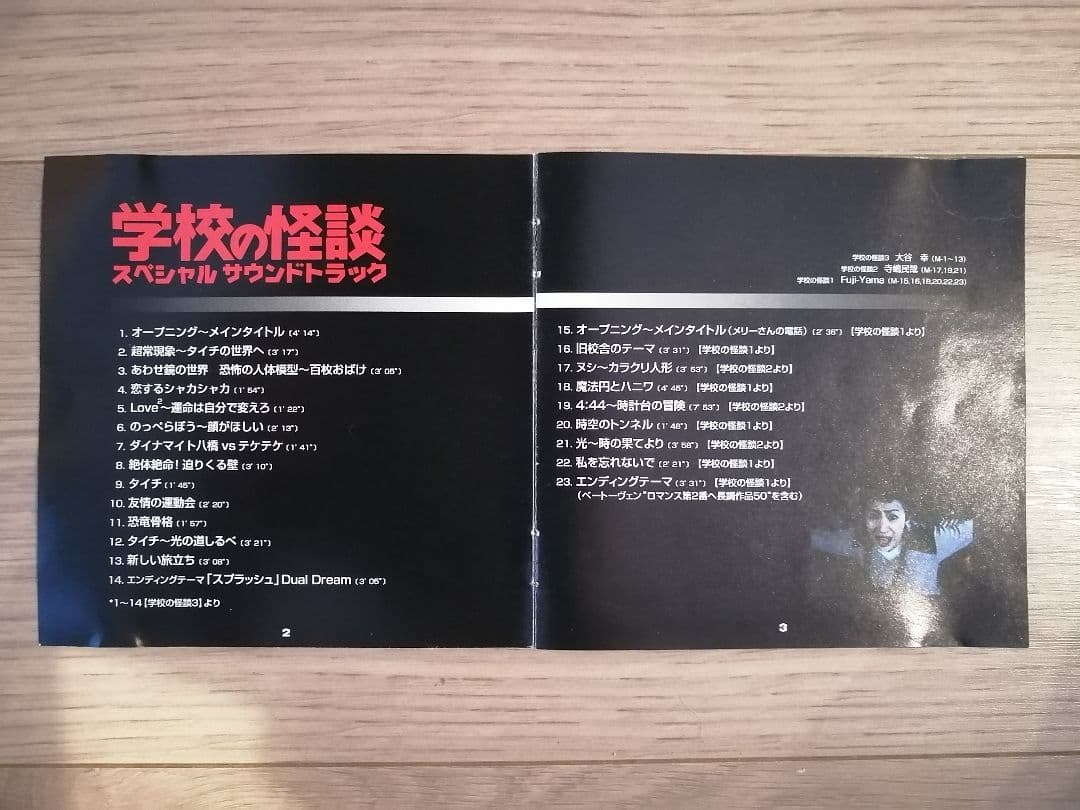 学校の怪談
スペシャル サウンドトラック
1. オープニング～メインタイトル (4' 14")
2. 超常現象～タイチの世界へ (3' 17")
3. あわせ鏡の世界　恐怖の人体模型～百枚おばけ (3' 05")
4. 恋するシャカシャカ (1' 54")
5. Love²～運命は自分で変えろ (1' 22")
6. のっぺらぼう～顔がほしい (2' 13")
7. ダイナマイト八橋 vs テケテケ (1' 41")
8. 絶体絶命！迫りくる壁 (3' 10")
9. タイチ (1' 45")
10. 友情の運動会 (2' 20")
11. 恐竜骨格 (1' 57")
12. タイチ～光の道しるべ (3' 21")
13. 新しい旅立ち (3' 08")
14. エンディングテーマ「スプラッシュ」Dual Dream (3' 06")
*1～14【学校の怪談3】より
2
学校の怪談3　大谷　幸 (M-1～13)
学校の怪談2　寺嶋民哉 (M-17,19,21)
学校の怪談1　Fuji-Yama (M-15,16,18,20,22,23)
15. オープニング～メインタイトル（メリーさんの電話）(2' 36")【学校の怪談1より】
16. 旧校舎のテーマ (3' 31")【学校の怪談1より】
17. ヌシ～カラクリ人形 (3' 53")【学校の怪談2より】
18. 魔法円とハニワ (4' 45")【学校の怪談1より】
19. 4:44～時計台の冒険 (7' 53")【学校の怪談2より】
20. 時空のトンネル (1' 48")【学校の怪談1より】
21. 光～時の果てより (3' 58")【学校の怪談2より】
22. 私を忘れないで (2' 21")【学校の怪談1より】
23. エンディングテーマ (3' 31")【学校の怪談1より】
（ベートーヴェン"ロマンス第2番ヘ長調作品50"を含む）
3